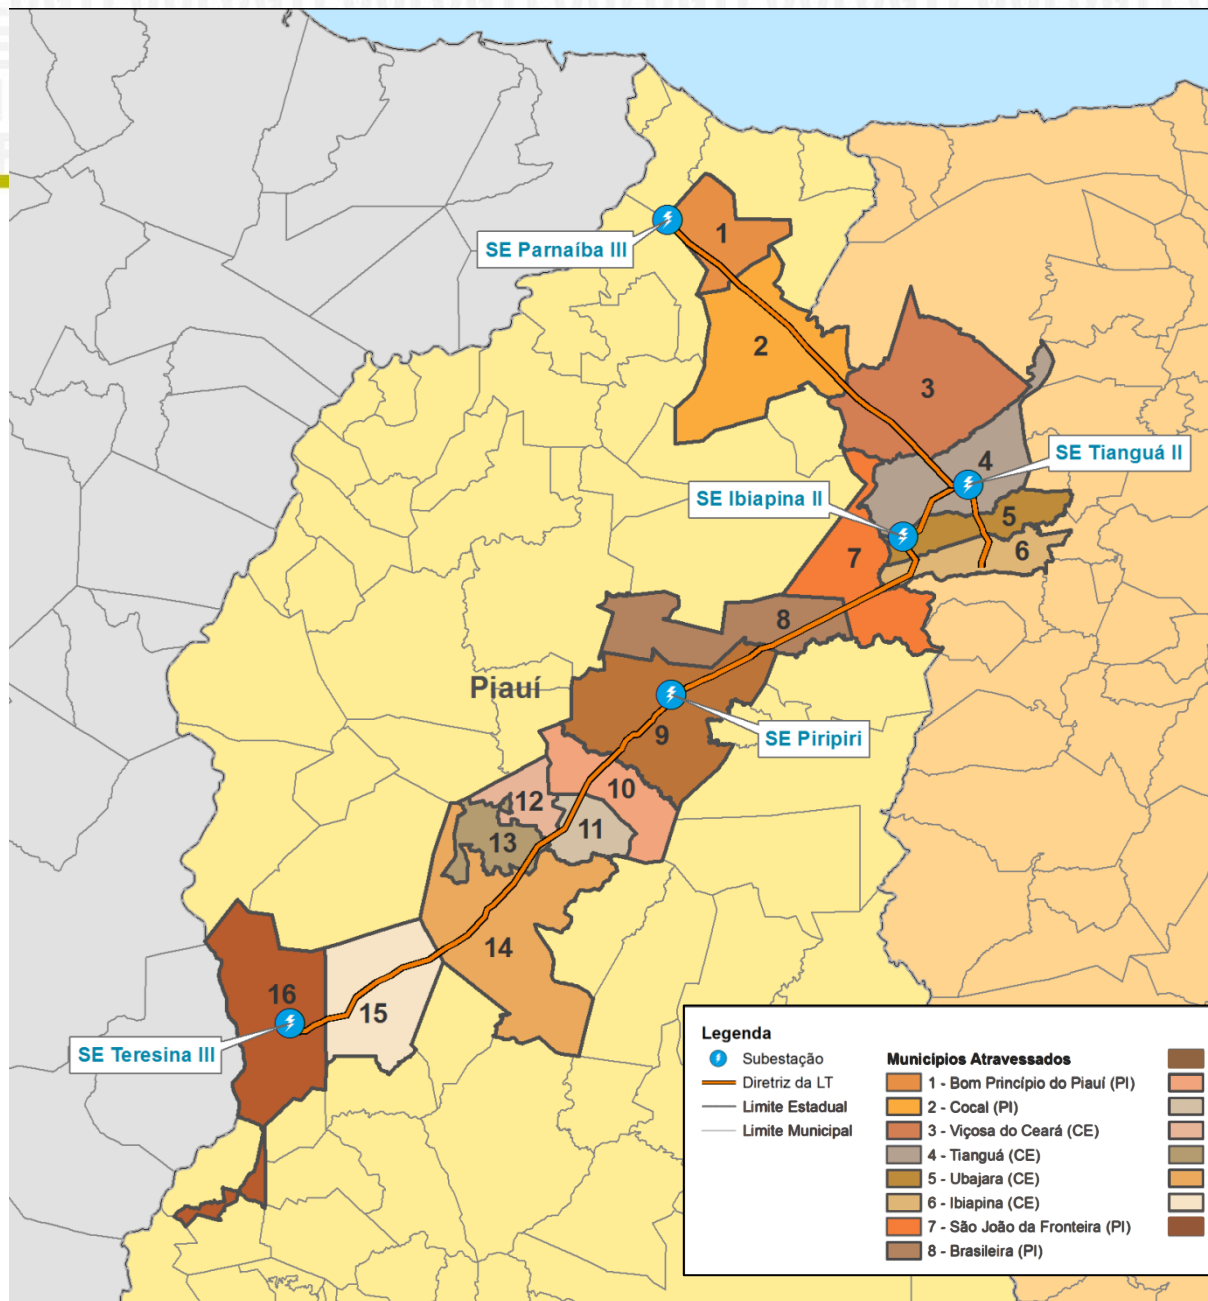 SE Parnaíba III
1
2
3
4
SE Tianguá II
SE Ibiapina II
5
6
7
8
Piauí
9
SE Piripiri
10
12
11
13
14
16
15
SE Teresina III
Legenda
Subestação
Diretriz da LT
Limite Estadual
Limite Municipal
Municípios Atravessados
1 - Bom Princípio do Piauí (PI)
2 - Cocal (PI)
3 - Viçosa do Ceará (CE)
4 - Tianguá (CE)
5 - Ubajara (CE)
6 - Ibiapina (CE)
7 - São João da Fronteira (PI)
8 - Brasileira (PI)